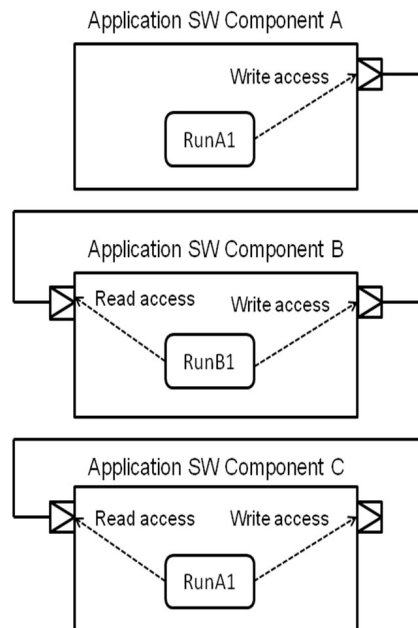 Application SW Component A
Write access
RunA1
Application SW Component B
Read access Write access
RunB1
Application SW Component C
Read access Write access
RunA1